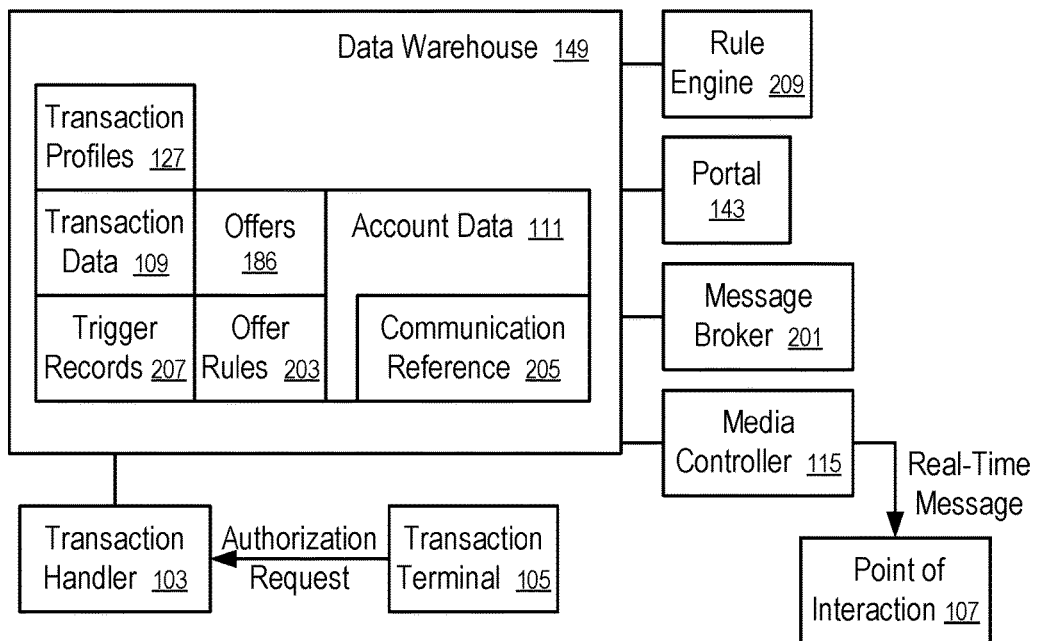 Data Warehouse 149
Transaction
Profiles 127
Transaction
Data 109
Offers
186
Account Data 111
Trigger
Records 207
Offer
Rules 203
Communication
Reference 205
Rule
Engine 209
Portal
143
Message
Broker 201
Media
Controller 115
Real-Time
Message
Transaction
Handler 103
Authorization
Request
Transaction
Terminal 105
Point of
Interaction 107